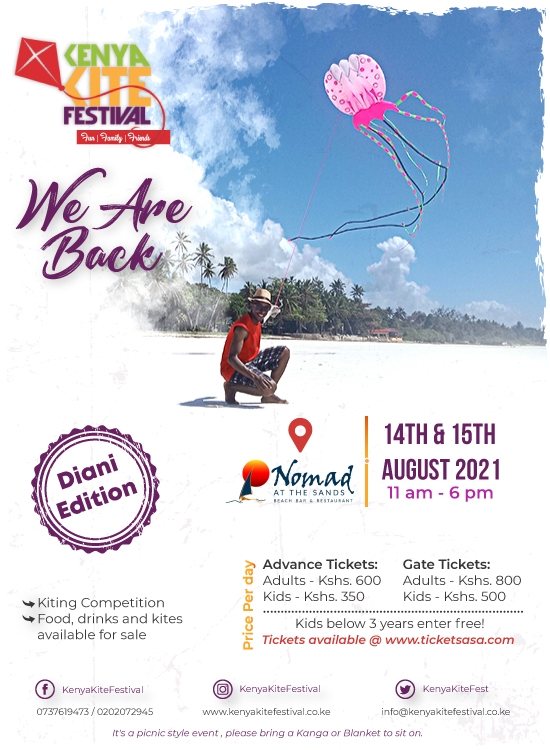 KENYA
KITE
FESTIVAL
Fun | Family | Friends
We Are
Back
Diani
Edition
Nomad
AT THE SANDS
BEACH BAR & RESTAURANT
14TH & 15TH
AUGUST 2021
11 am - 6 pm
Kiting Competition
Food, drinks and kites
available for sale
Price Per day
Advance Tickets:
Adults - Kshs. 600
Kids - Kshs. 350
Gate Tickets:
Adults - Kshs. 800
Kids - Kshs. 500
Kids below 3 years enter free!
Tickets available @ www.ticketsasa.com
KenyaKiteFestival
KenyaKiteFestival
KenyaKiteFest
0737619473 / 0202072945
www.kenyakitefestival.co.ke
info@kenyakitefestival.co.ke
It's a picnic style event , please bring a Kanga or Blanket to sit on.